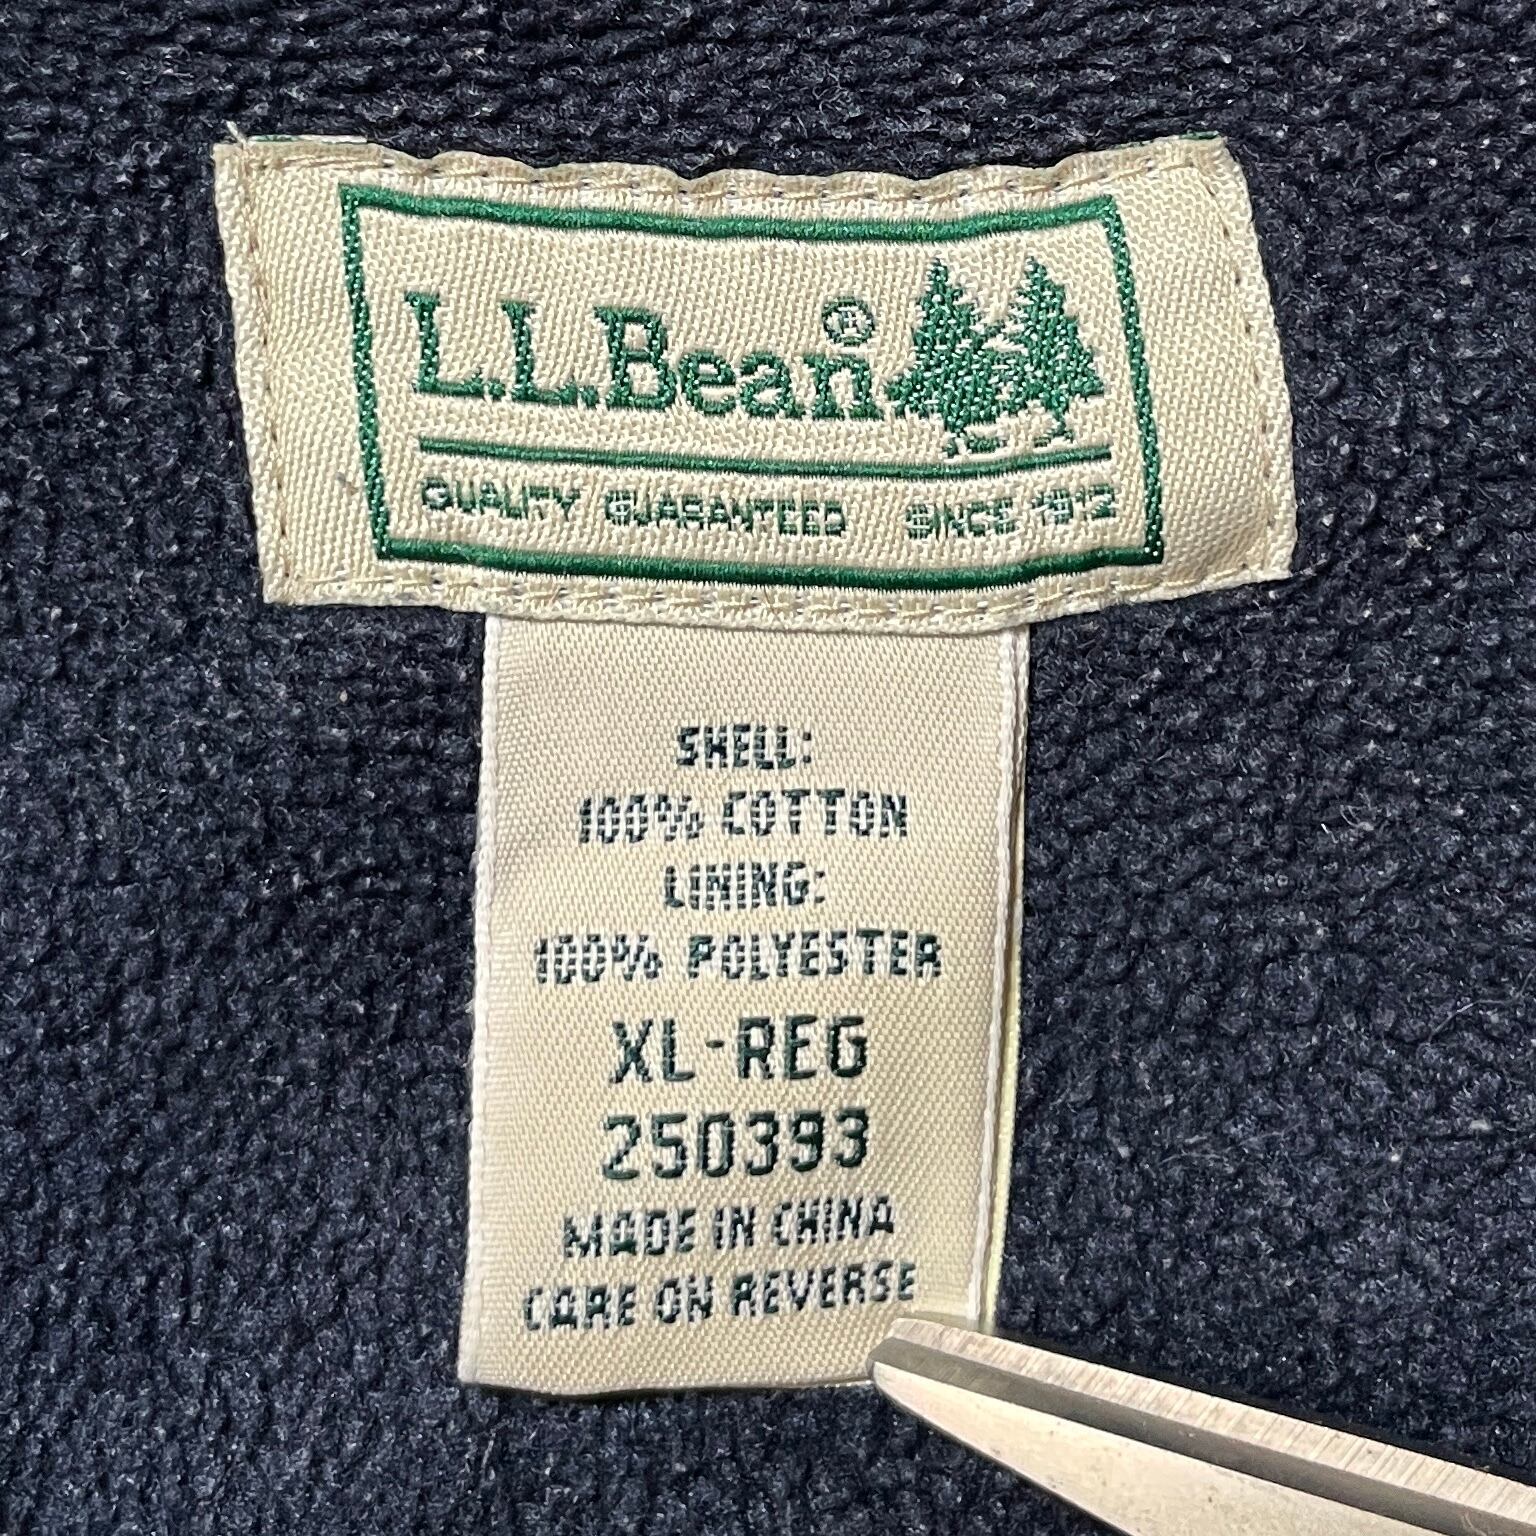 L.L.Bean®
QUALITY GUARANTEED SINCE 1912
SHELL:
100% COTTON
LINING:
100% POLYESTER
XL-REG
250393
MADE IN CHINA
CARE ON REVERSE